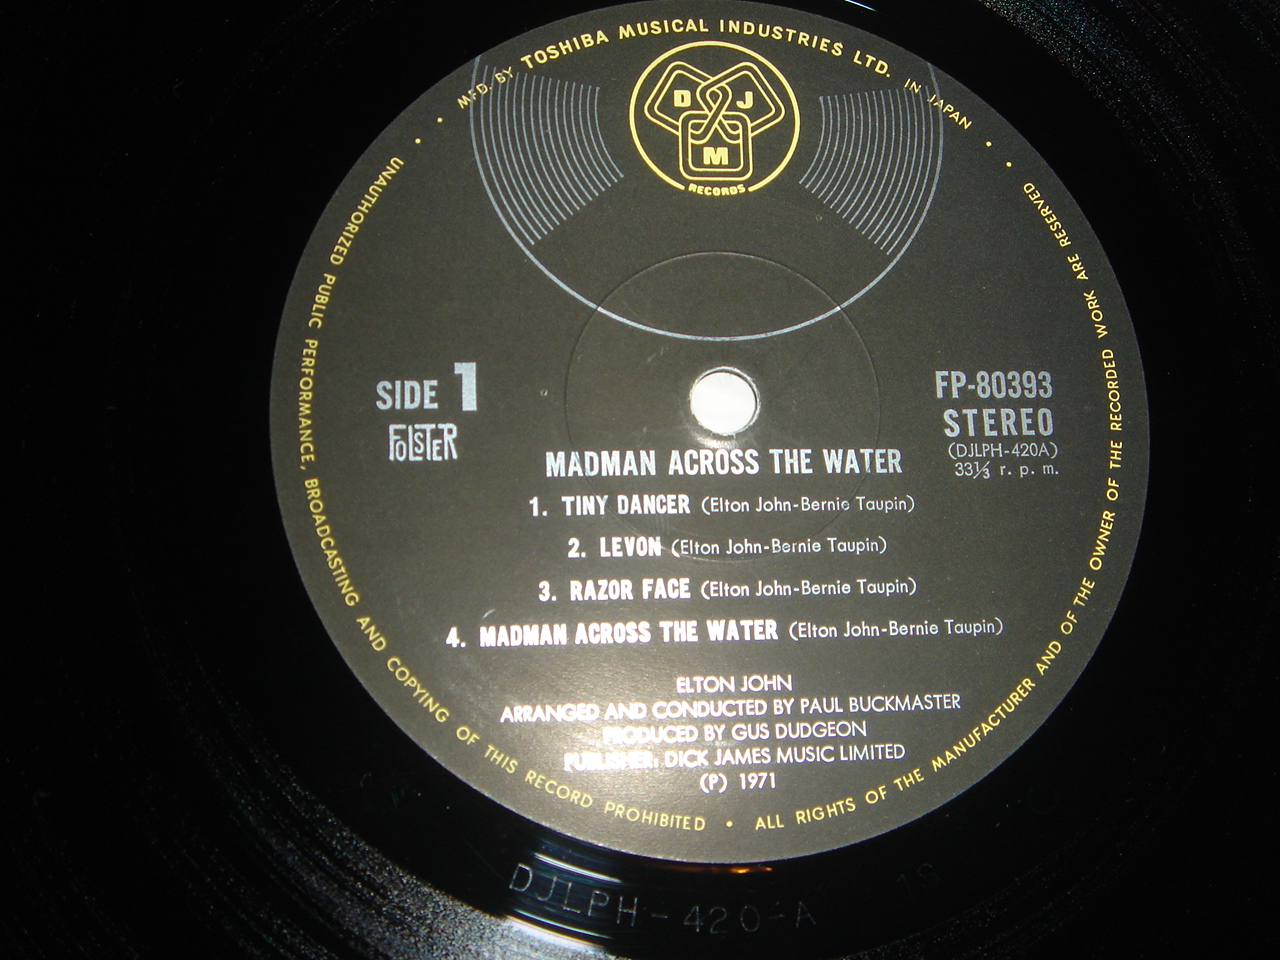 MFD. BY TOSHIBA MUSICAL INDUSTRIES LTD. IN JAPAN
D J
M
RECORDS
SIDE 1
FOLSTER
FP-80393
STEREO
(DJLPH-420A)
33⅓ r. p. m.
MADMAN ACROSS THE WATER
1. TINY DANCER (Elton John-Bernie Taupin)
2. LEVON (Elton John-Bernie Taupin)
3. RAZOR FACE (Elton John-Bernie Taupin)
4. MADMAN ACROSS THE WATER (Elton John-Bernie Taupin)
ELTON JOHN
ARRANGED AND CONDUCTED BY PAUL BUCKMASTER
PRODUCED BY GUS DUDGEON
PUBLISHER: DICK JAMES MUSIC LIMITED
(P) 1971
UNAUTHORIZED PUBLIC PERFORMANCE, BROADCASTING AND COPYING OF THIS RECORD PROHIBITED • ALL RIGHTS OF THE MANUFACTURER AND OF THE OWNER OF THE RECORDED WORK ARE RESERVED
DJLPH-420-A 1S